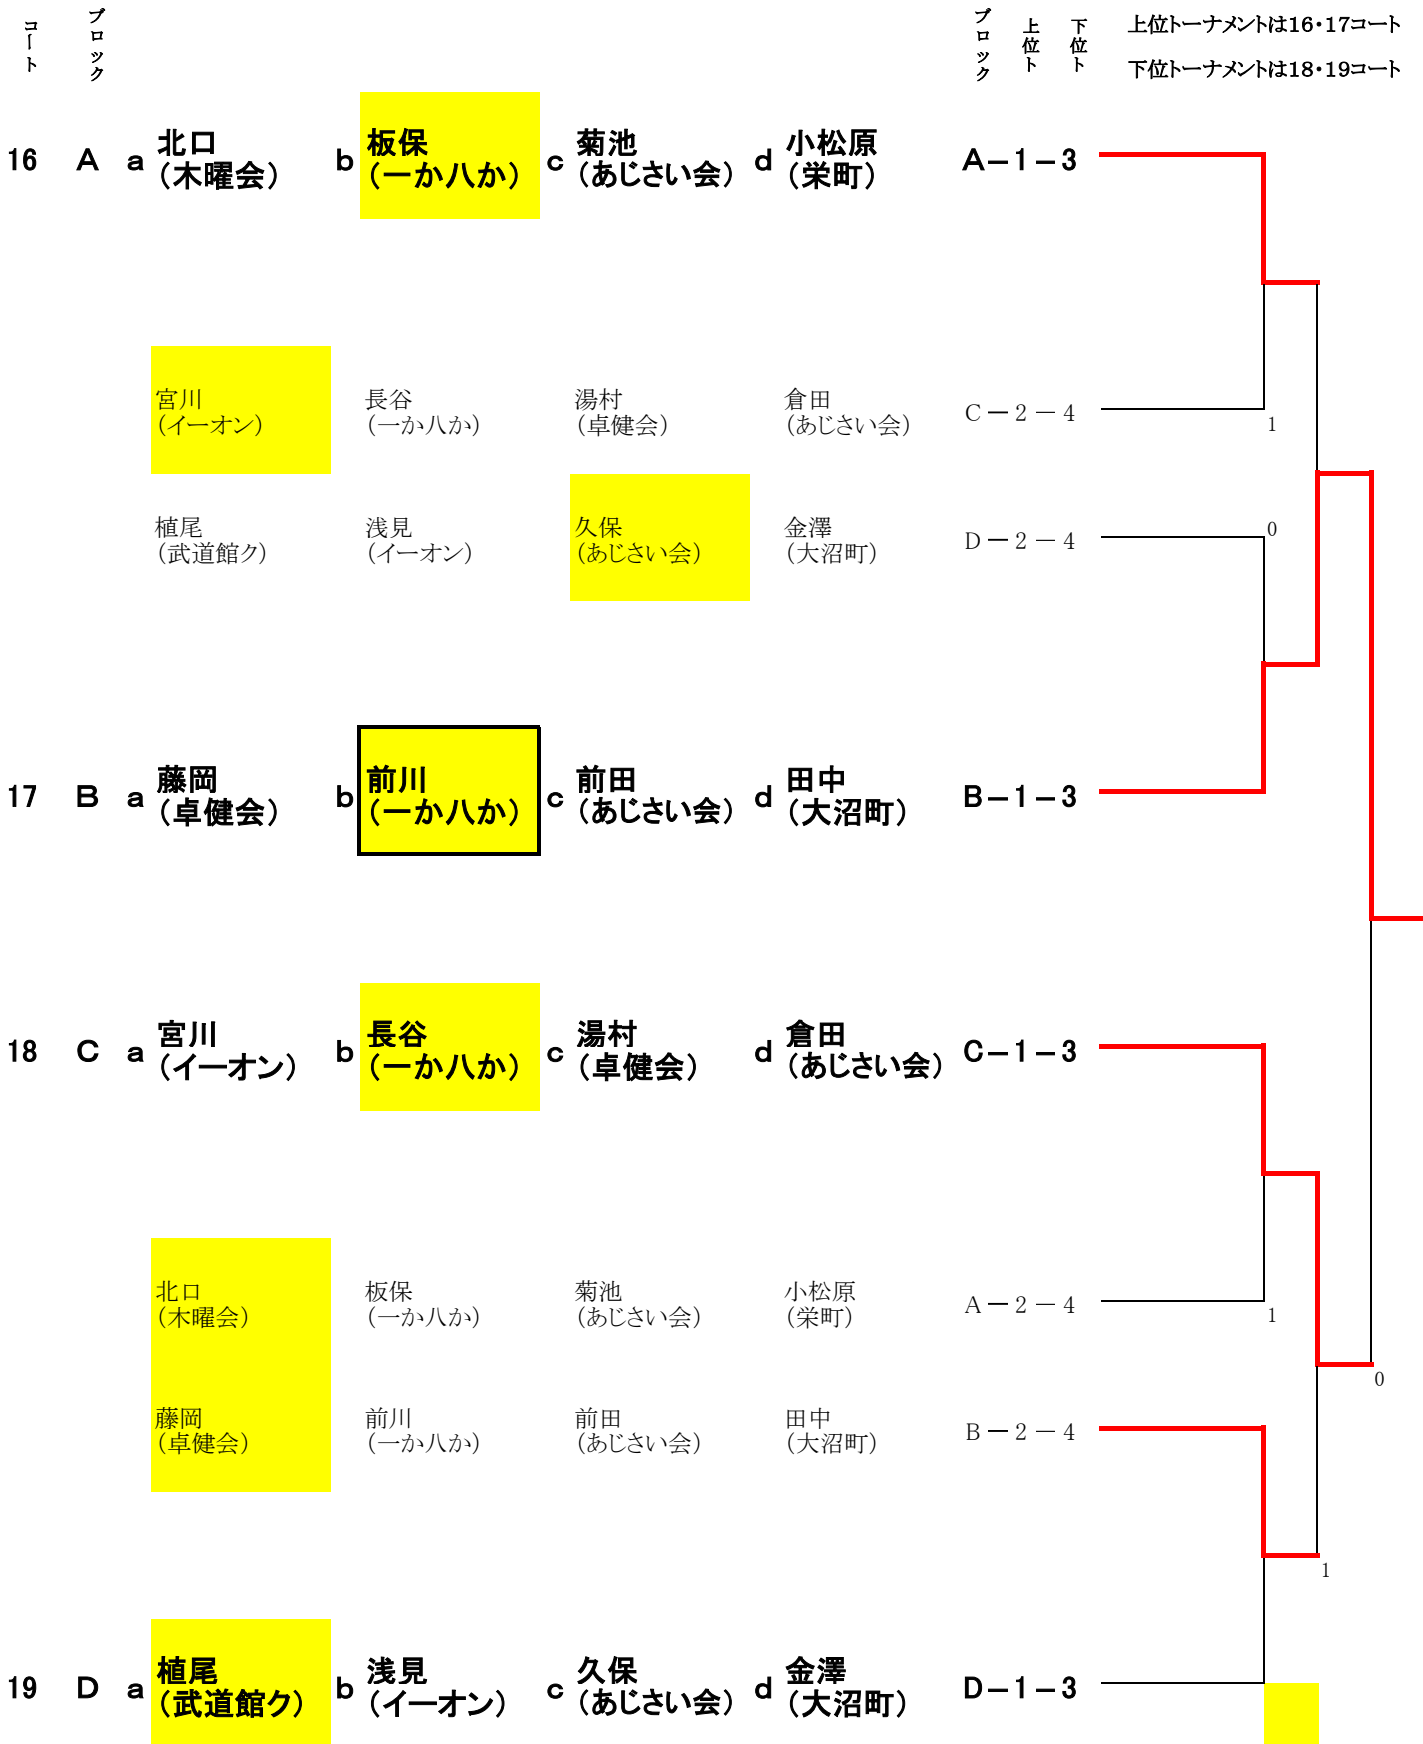 コート ブロック ブロック 上位ト 下位ト 上位トーナメントは16・17コート
下位トーナメントは18・19コート
16 A a 北口 b 板保 c 菊池 d 小松原 A-1-3
(木曜会) (一か八か) (あじさい会) (栄町)
宮川 長谷 湯村 倉田 C-2-4
(イーオン) (一か八か) (卓健会) (あじさい会)
1
植尾 浅見 久保 金澤 D-2-4 0
(武道館ク) (イーオン) (あじさい会) (大沼町)
17 B a 藤岡 b 前川 c 前田 d 田中 B-1-3
(卓健会) (一か八か) (あじさい会) (大沼町)
18 C a 宮川 b 長谷 c 湯村 d 倉田 C-1-3
(イーオン) (一か八か) (卓健会) (あじさい会)
北口 板保 菊池 小松原 A-2-4
(木曜会) (一か八か) (あじさい会) (栄町)
1
0
藤岡 前川 前田 田中 B-2-4
(卓健会) (一か八か) (あじさい会) (大沼町)
1
19 D a 植尾 b 浅見 c 久保 d 金澤 D-1-3
(武道館ク) (イーオン) (あじさい会) (大沼町)